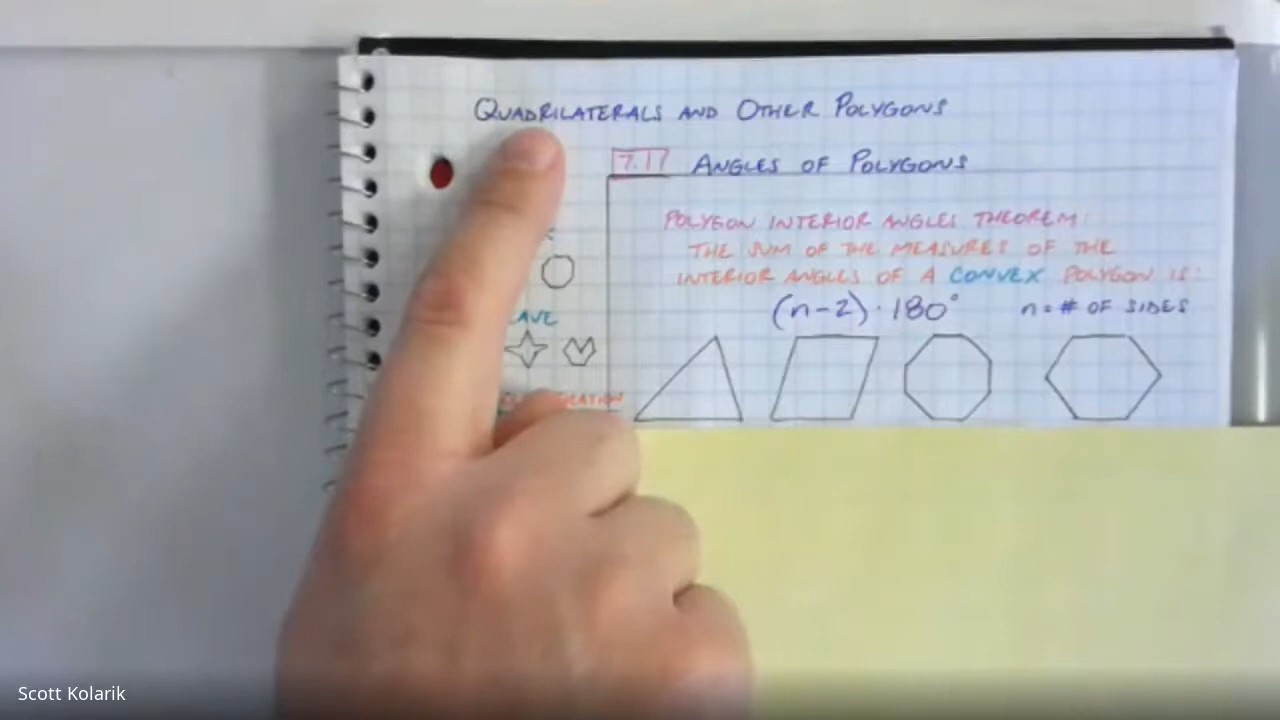 QUADRILATERALS AND OTHER POLYGONS
7.1 ANGLES OF POLYGONS
POLYGON INTERIOR ANGLES THEOREM:
THE SUM OF THE MEASURES OF THE
INTERIOR ANGLES OF A CONVEX POLYGON IS:
(n-2)·180° n = # OF SIDES
Scott Kolarik